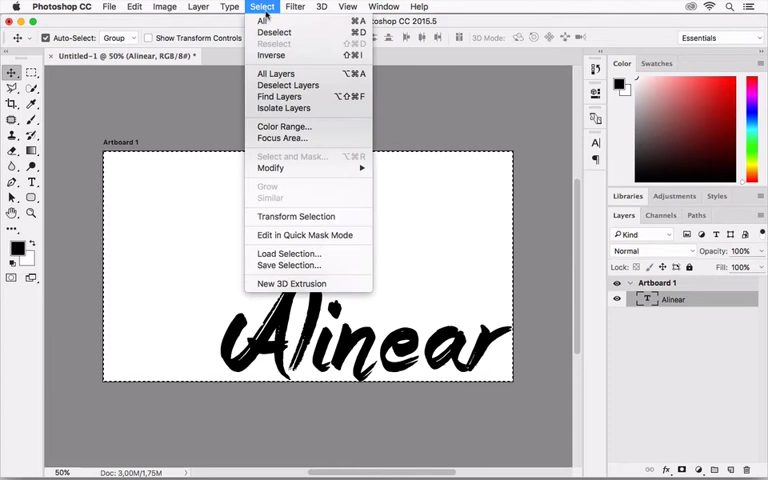 Photoshop CC File Edit Image Layer Type Select Filter 3D View Window Help
Photoshop CC 2015.5
Auto-Select: Group Show Transform Controls 3D Mode: Essentials
Untitled-1 @ 50% (Alinear, RGB/8#) *
All ⌘A
Deselect ⌘D
Reselect ⇧⌘D
Inverse ⇧⌘I
All Layers ⌥⌘A
Deselect Layers
Find Layers ⌥⇧⌘F
Isolate Layers
Color Range...
Focus Area...
Select and Mask... ⌥⌘R
Modify
Grow
Similar
Transform Selection
Edit in Quick Mask Mode
Load Selection...
Save Selection...
New 3D Extrusion
Artboard 1
Alinear
Color Swatches
Libraries Adjustments Styles
Layers Channels Paths
Kind
Normal Opacity: 100%
Lock: Fill: 100%
Artboard 1
T Alinear
50% Doc: 3,00M/1,75M